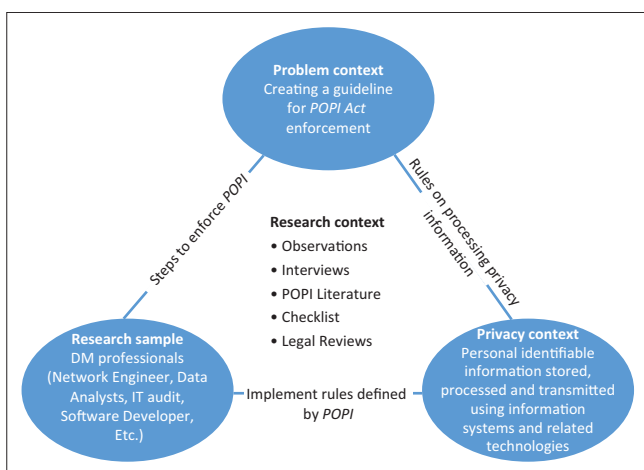 Problem context
Creating a guideline
for POPI Act
enforcement
Steps to enforce POPI
Rules on processing privacy
information
Research context
• Observations
• Interviews
• POPI Literature
• Checklist
• Legal Reviews
Research sample
DM professionals
(Network Engineer, Data
Analysts, IT audit,
Software Developer,
Etc.)
Implement rules defined
by POPI
Privacy context
Personal identifiable
information stored,
processed and transmitted
using information
systems and related
technologies